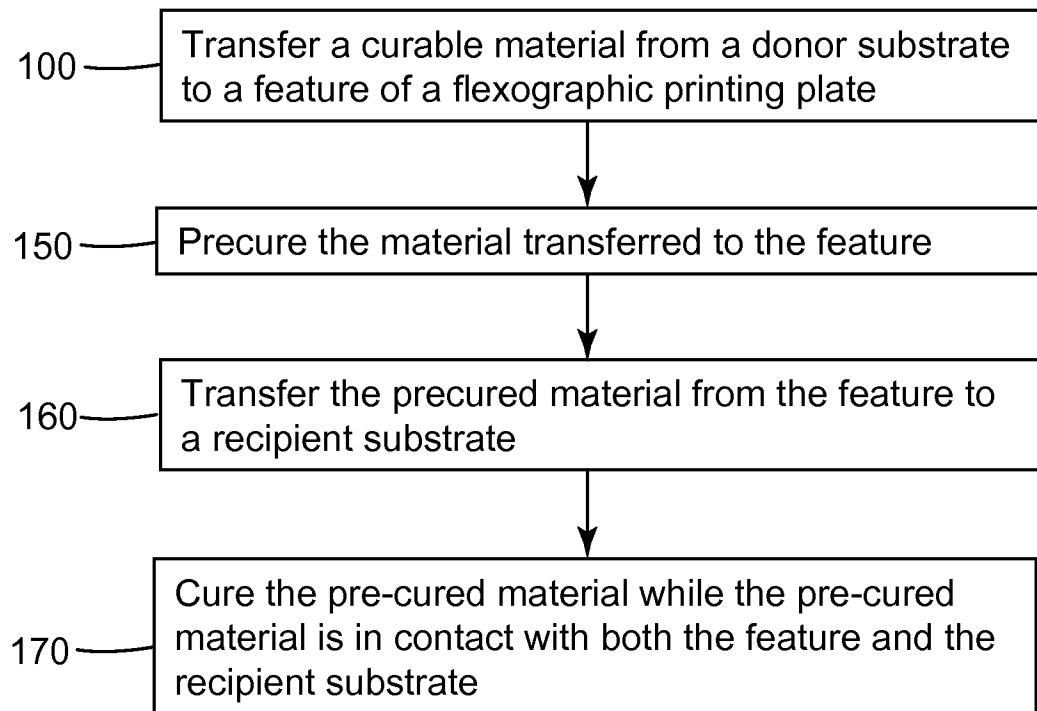 100
Transfer a curable material from a donor substrate
to a feature of a flexographic printing plate
150
Precure the material transferred to the feature
160
Transfer the precured material from the feature to
a recipient substrate
170
Cure the pre-cured material while the pre-cured
material is in contact with both the feature and the
recipient substrate